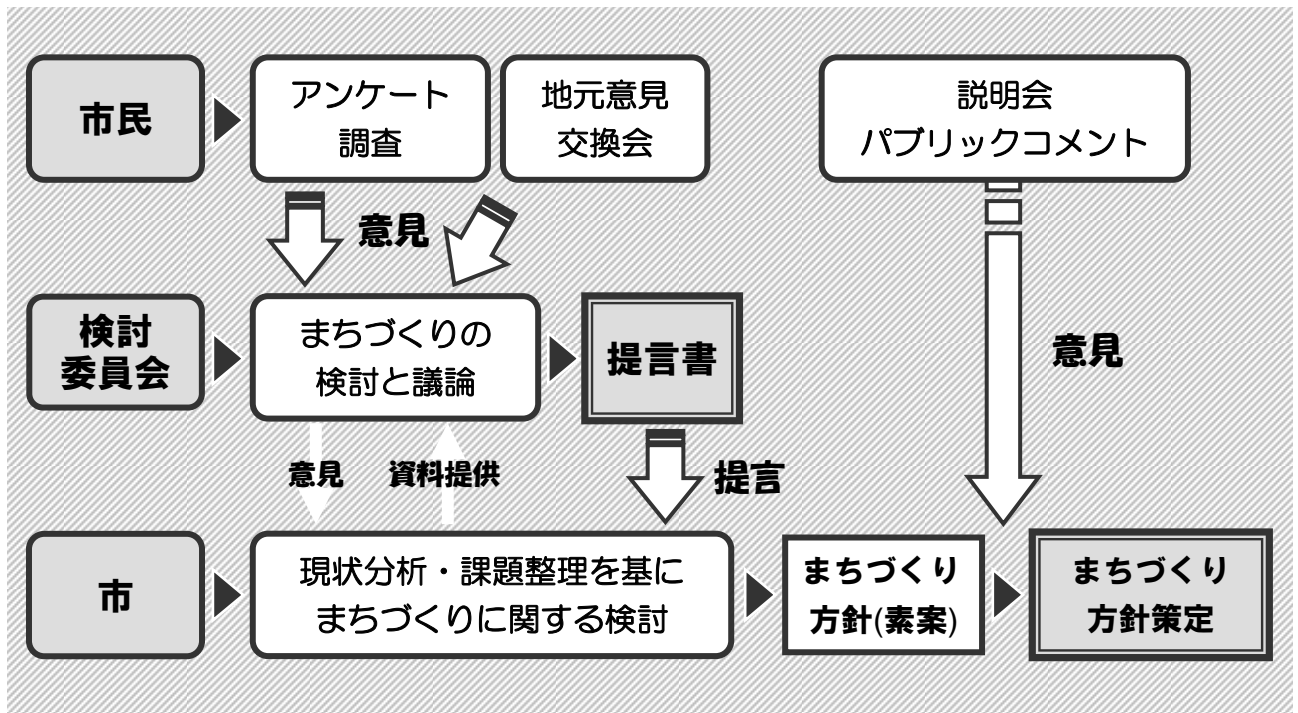 市民
アンケート
調査
地元意見
交換会
説明会
パブリックコメント
意見
検討
委員会
まちづくりの
検討と議論
提言書
意見
意見
資料提供
提言
市
現状分析・課題整理を基に
まちづくりに関する検討
まちづくり
方針(素案)
まちづくり
方針策定